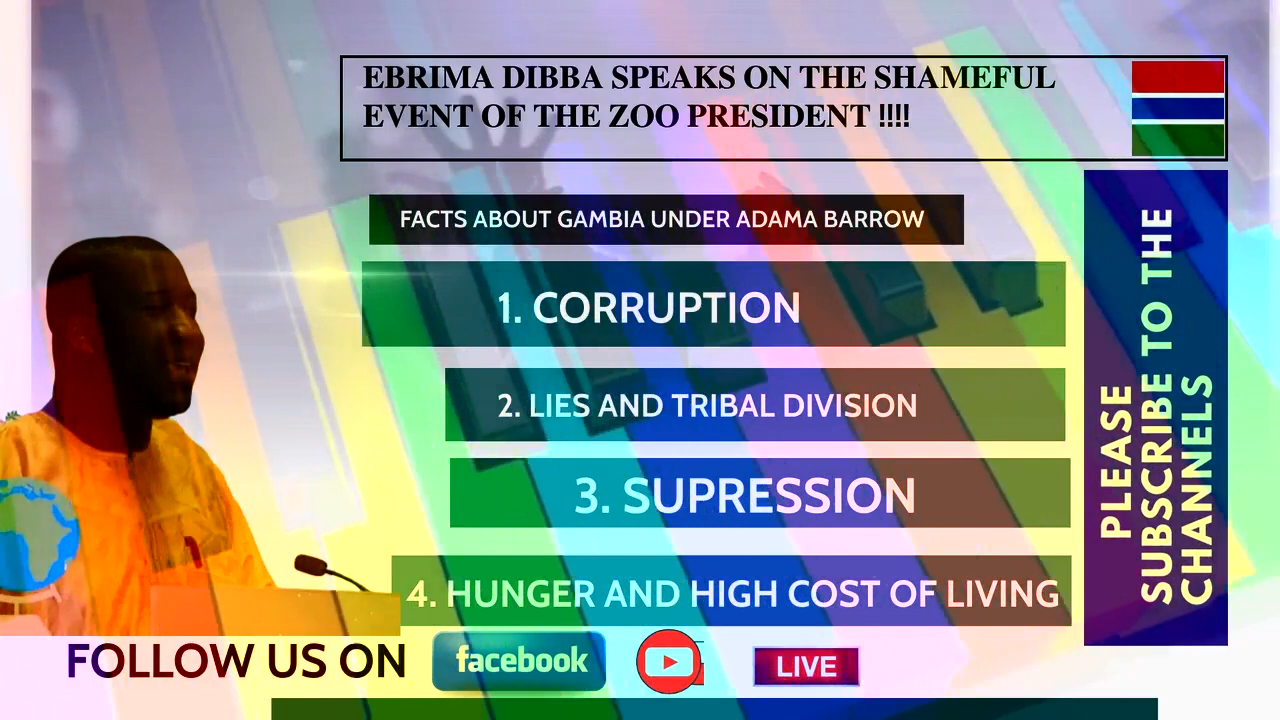 EBRIMA DIBBA SPEAKS ON THE SHAMEFUL
EVENT OF THE ZOO PRESIDENT !!!!
FACTS ABOUT GAMBIA UNDER ADAMA BARROW
1. CORRUPTION
2. LIES AND TRIBAL DIVISION
3. SUPRESSION
4. HUNGER AND HIGH COST OF LIVING
PLEASE
SUBSCRIBE TO THE
CHANNELS
FOLLOW US ON
facebook
LIVE